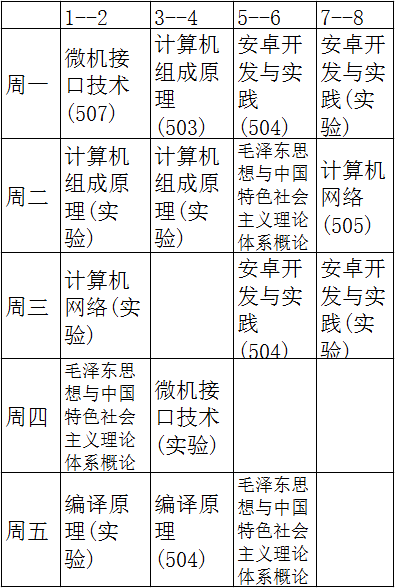 1--2 3--4 5--6 7--8
周一
微机接
口技术
(507)
计算机
组成原
理
(503)
安卓开
发与实
践
(504)
安卓开
发与实
践(实
验)
周二
计算机
组成原
理(实
验)
计算机
组成原
理(实
验)
毛泽东思
想与中国
特色社会
主义理论
体系概论
计算机
网络
(505)
周三
计算机
网络(实
验)
安卓开
发与实
践
(504)
安卓开
发与实
践(实
验)
周四
毛泽东思
想与中国
特色社会
主义理论
体系概论
微机接
口技术
(实验)
周五
编译原
理(实
验)
编译原
理
(504)
毛泽东思
想与中国
特色社会
主义理论
体系概论